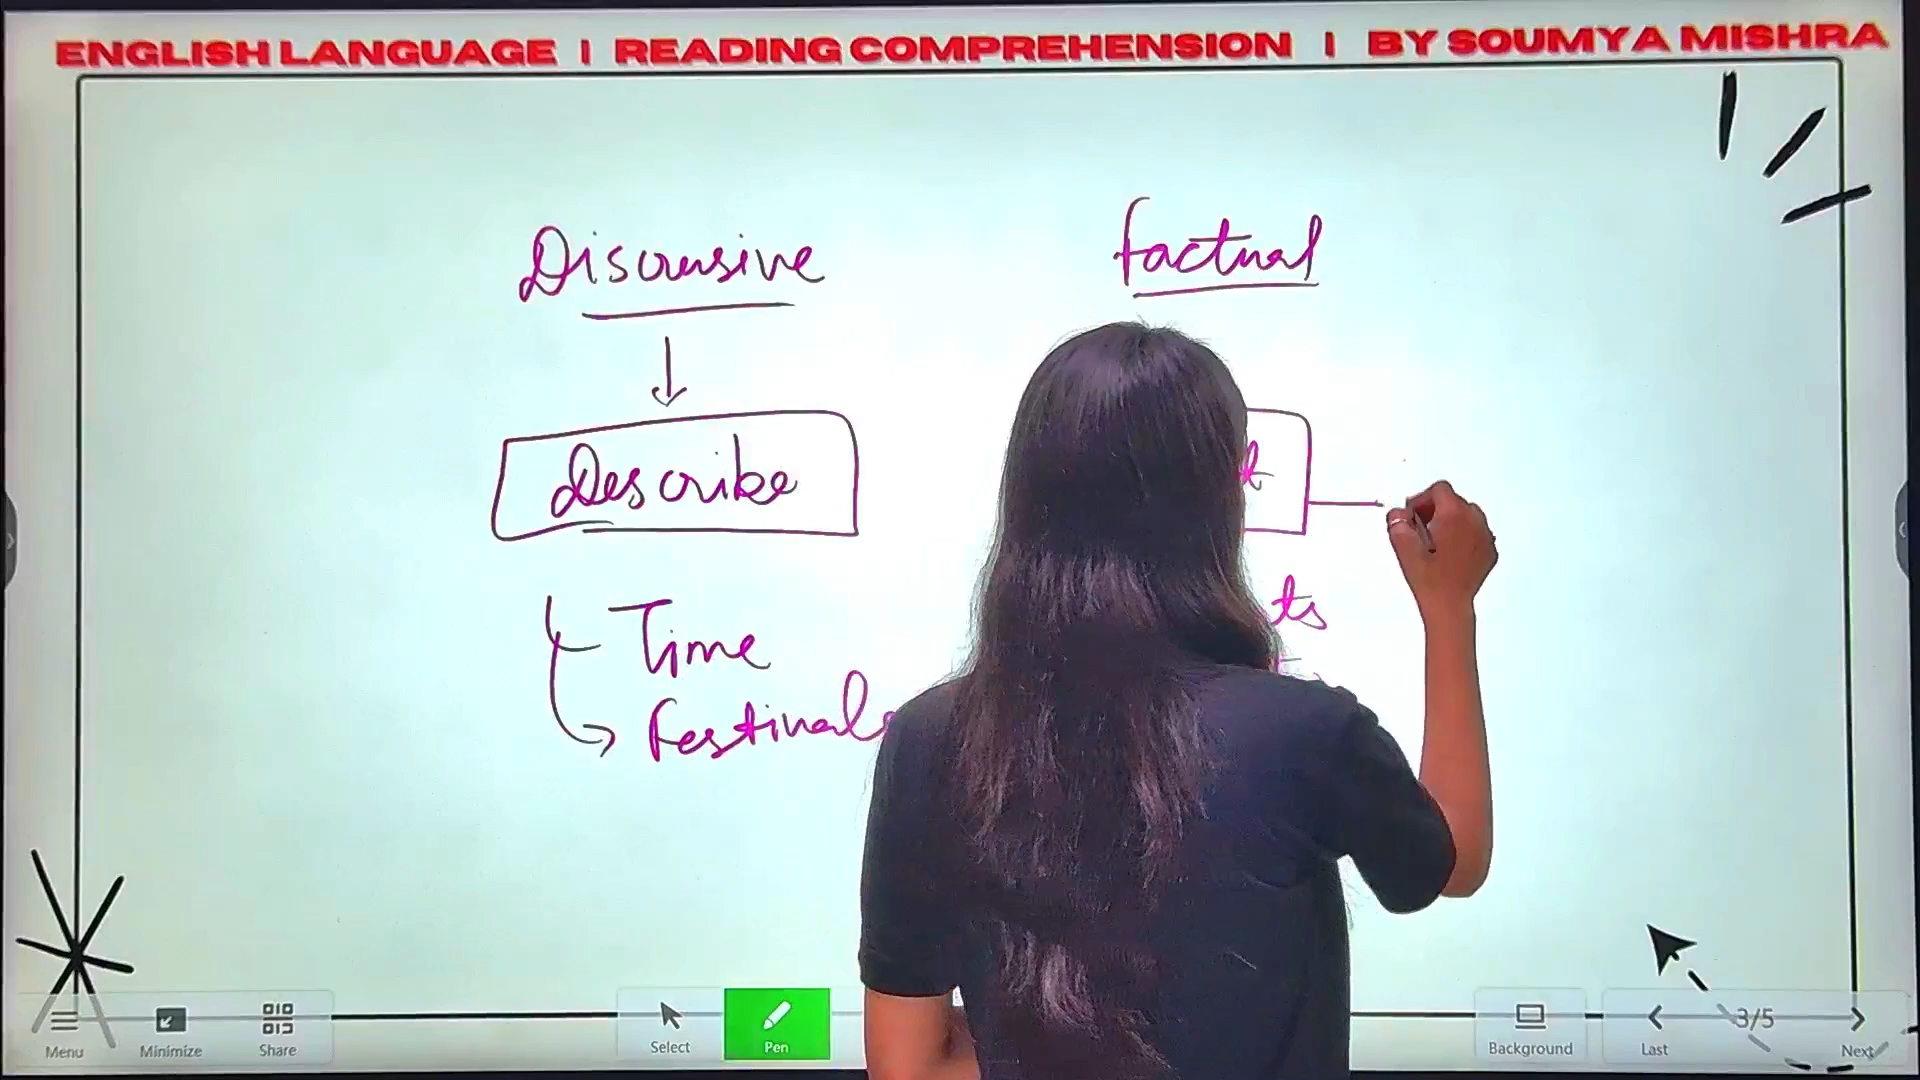 ENGLISH LANGUAGE | READING COMPREHENSION | BY SOUMYA MISHRA
Discursive
Factual
Describe
Time
Festivals
Menu
Minimize
Share
Select
Pen
Background
Last
3/5
Next